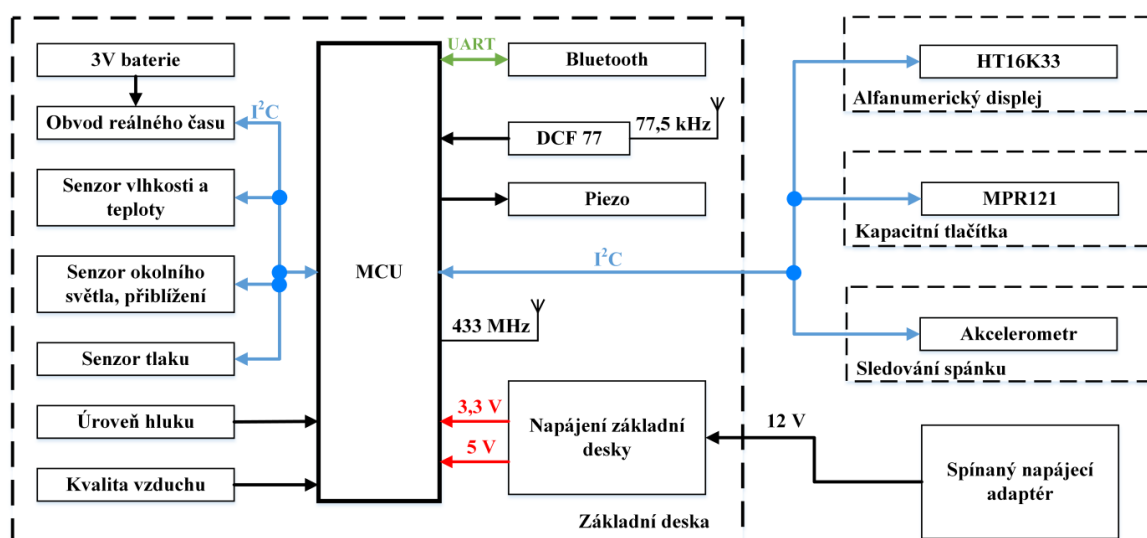 3V baterie
Obvod reálného času
I²C
Senzor vlhkosti a
teploty
Senzor okolního
světla, přiblížení
Senzor tlaku
Úroveň hluku
Kvalita vzduchu
MCU
UART
Bluetooth
DCF 77
77,5 kHz
Piezo
I²C
433 MHz
3,3 V
5 V
Napájení základní
desky
Základní deska
12 V
HT16K33
Alfanumerický displej
MPR121
Kapacitní tlačítka
Akcelerometr
Sledování spánku
Spínaný napájecí
adaptér